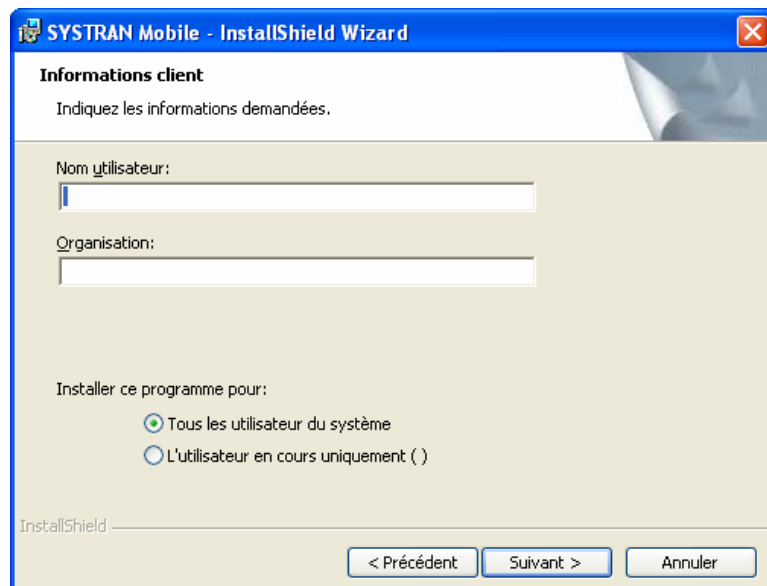 SYSTRAN Mobile - InstallShield Wizard
Informations client
Indiquez les informations demandées.
Nom utilisateur:
Organisation:
Installer ce programme pour:
Tous les utilisateur du système
L'utilisateur en cours uniquement ( )
InstallShield
< Précédent
Suivant >
Annuler